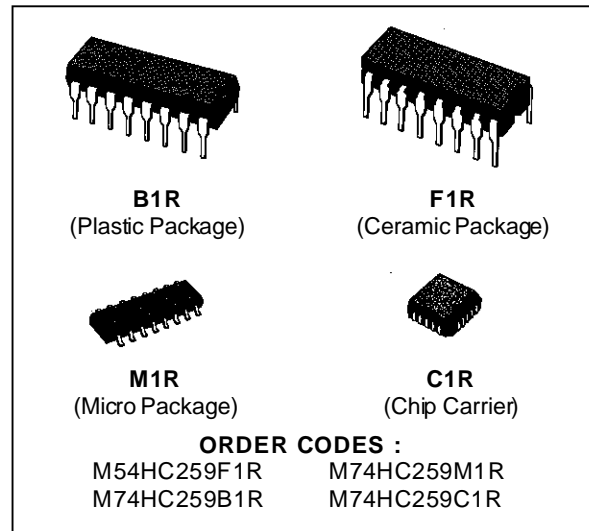 B1R
(Plastic Package)
F1R
(Ceramic Package)
M1R
(Micro Package)
C1R
(Chip Carrier)
ORDER CODES :
M54HC259F1R M74HC259M1R
M74HC259B1R M74HC259C1R